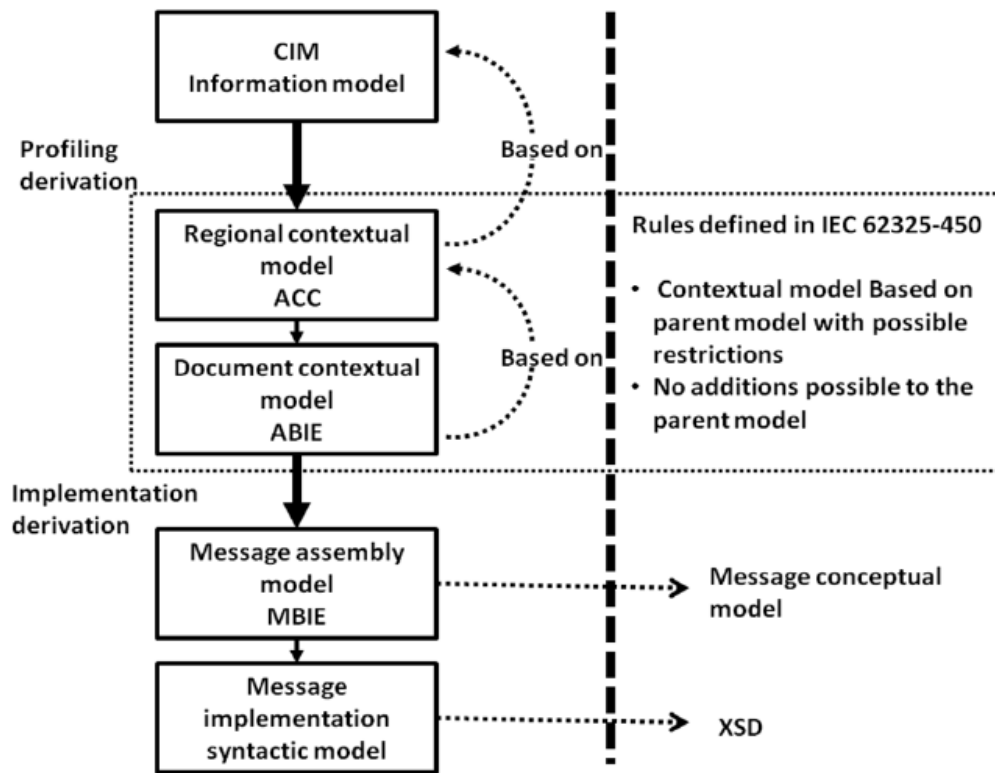 CIM
Information model
Profiling
derivation
Based on
Regional contextual
model
ACC
Rules defined in IEC 62325-450
• Contextual model Based on
parent model with possible
restrictions
• No additions possible to the
parent model
Based on
Document contextual
model
ABIE
Implementation
derivation
Message assembly
model
MBIE
Message conceptual
model
Message
implementation
syntactic model
XSD